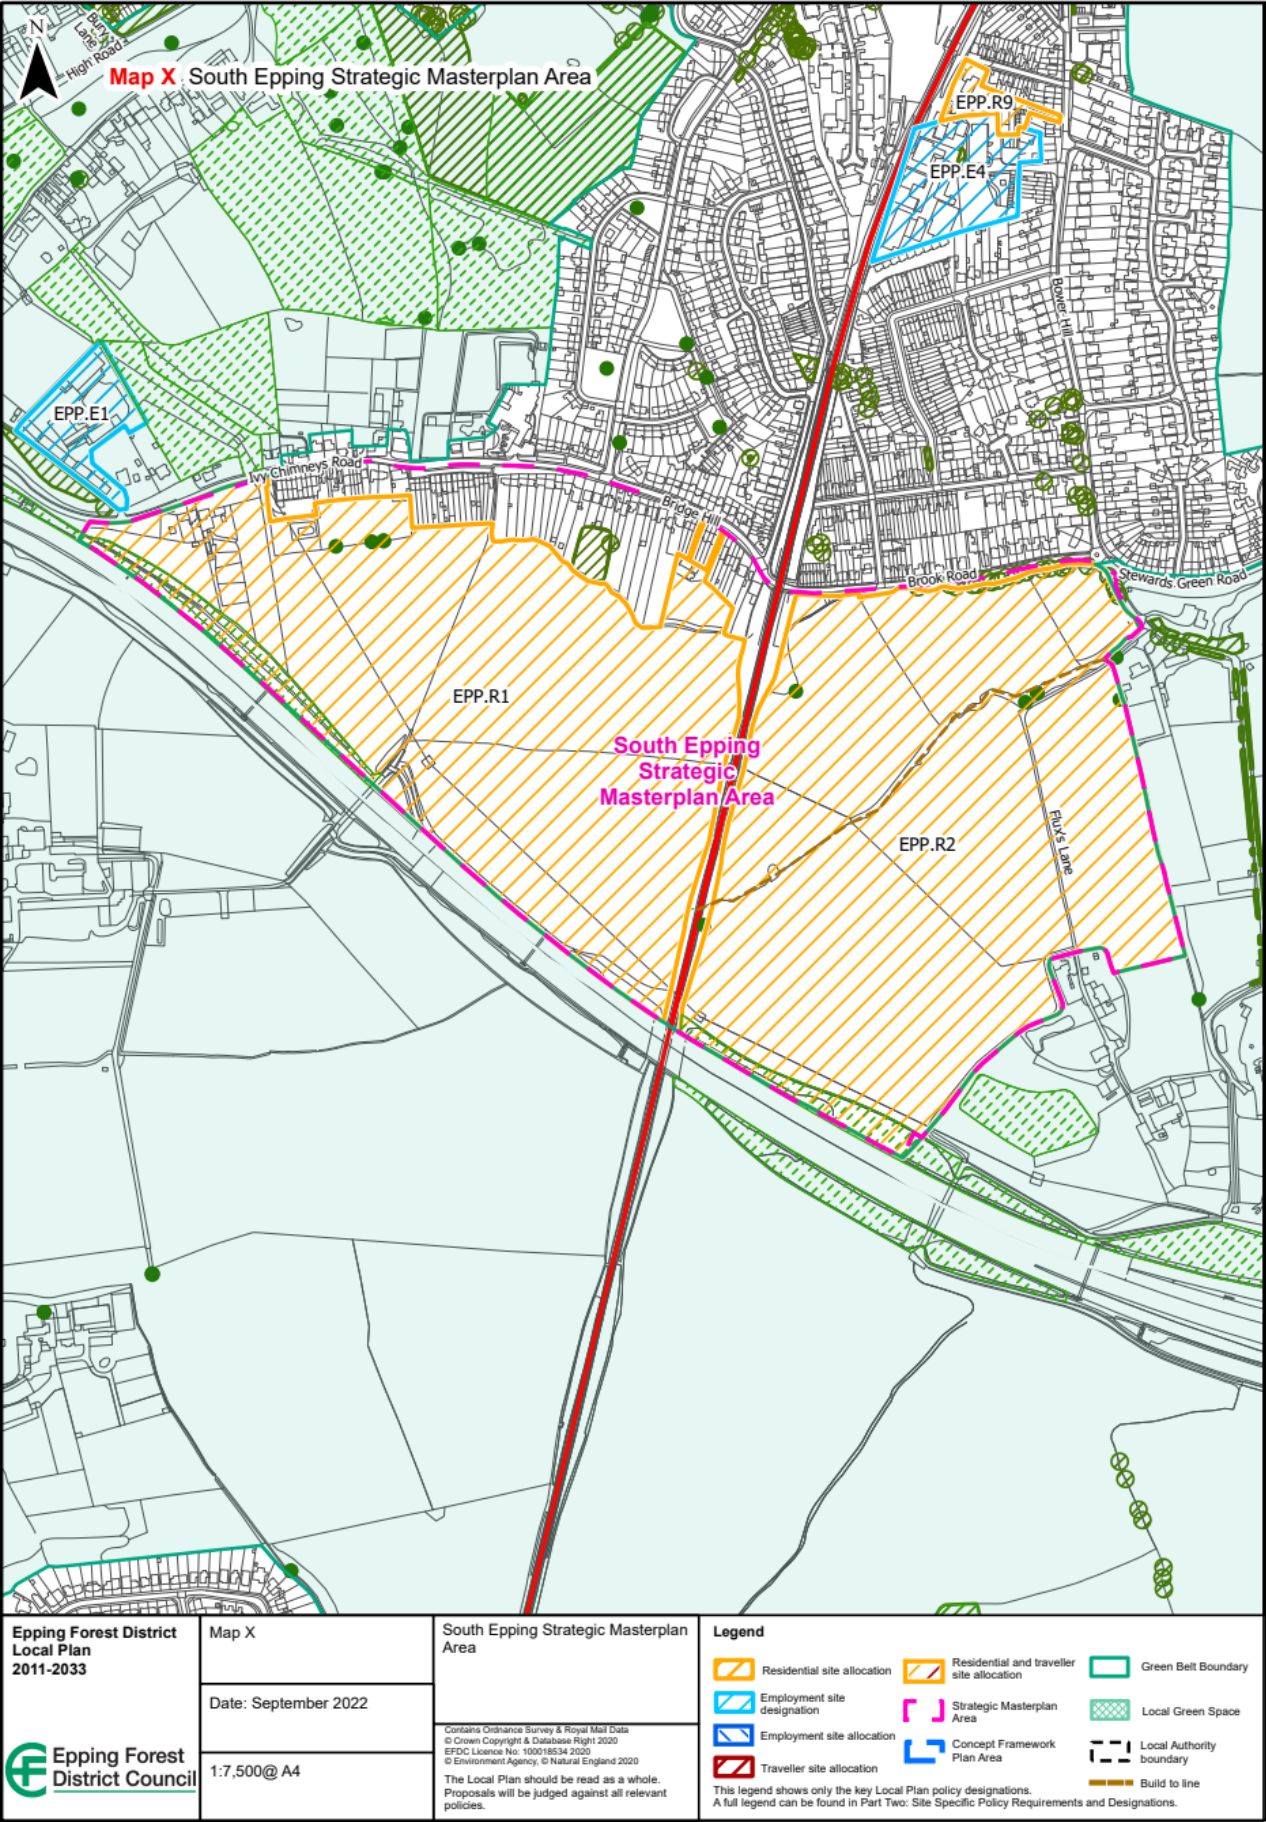 N
Bury
Lane
High Road
Map X South Epping Strategic Masterplan Area
EPP.R9
EPP.E4
Bower Hill
EPP.E1
Ivy Chimneys Road
Bridge Hill
Brook Road
Stewards Green Road
EPP.R1
South Epping
Strategic
Masterplan Area
EPP.R2
Flux's Lane
Epping Forest District
Local Plan
2011-2033
Epping Forest
District Council
Map X
Date: September 2022
1:7,500@ A4
South Epping Strategic Masterplan
Area
Contains Ordnance Survey & Royal Mail Data
© Crown Copyright & Database Right 2020
EFDC Licence No: 100018534 2020
© Environment Agency, © Natural England 2020
The Local Plan should be read as a whole.
Proposals will be judged against all relevant
policies.
Legend
Residential site allocation
Employment site
designation
Employment site allocation
Traveller site allocation
Residential and traveller
site allocation
Strategic Masterplan
Area
Concept Framework
Plan Area
Green Belt Boundary
Local Green Space
Local Authority
boundary
Build to line
This legend shows only the key Local Plan policy designations.
A full legend can be found in Part Two: Site Specific Policy Requirements and Designations.